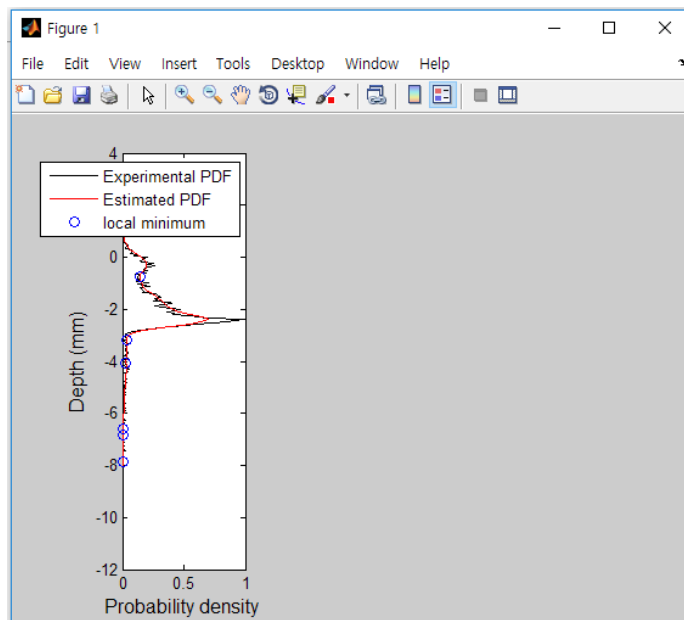 Figure 1
File Edit View Insert Tools Desktop Window Help
4
Experimental PDF
Estimated PDF
local minimum
0
-2
-4
-6
-8
-10
-12
Depth (mm)
0 0.5 1
Probability density